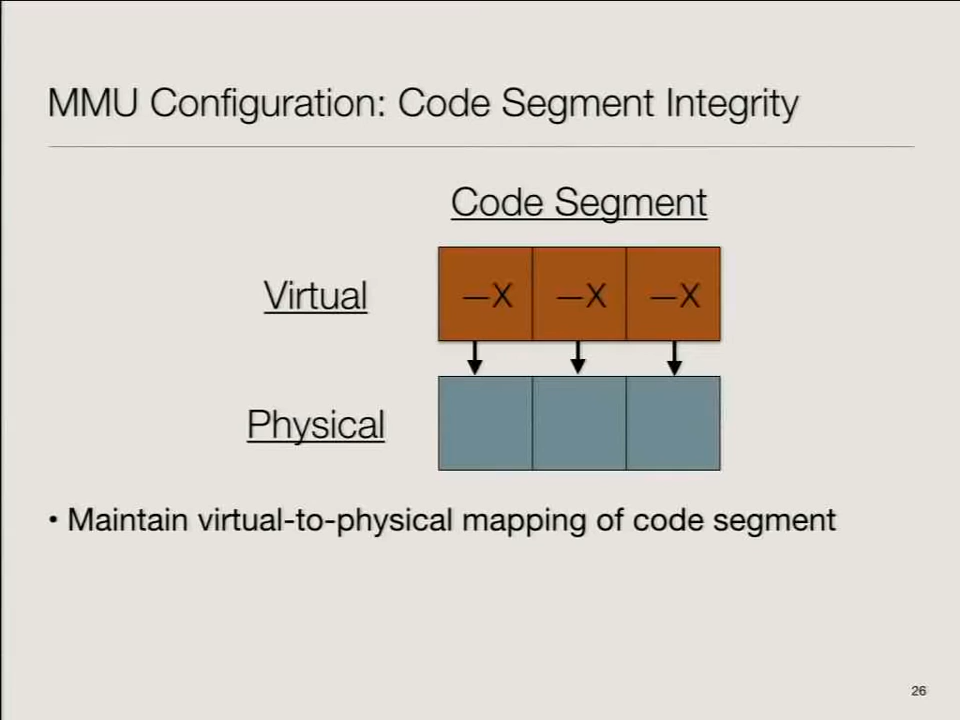 MMU Configuration: Code Segment Integrity
Code Segment
Virtual
—X —X —X
Physical
• Maintain virtual-to-physical mapping of code segment
26